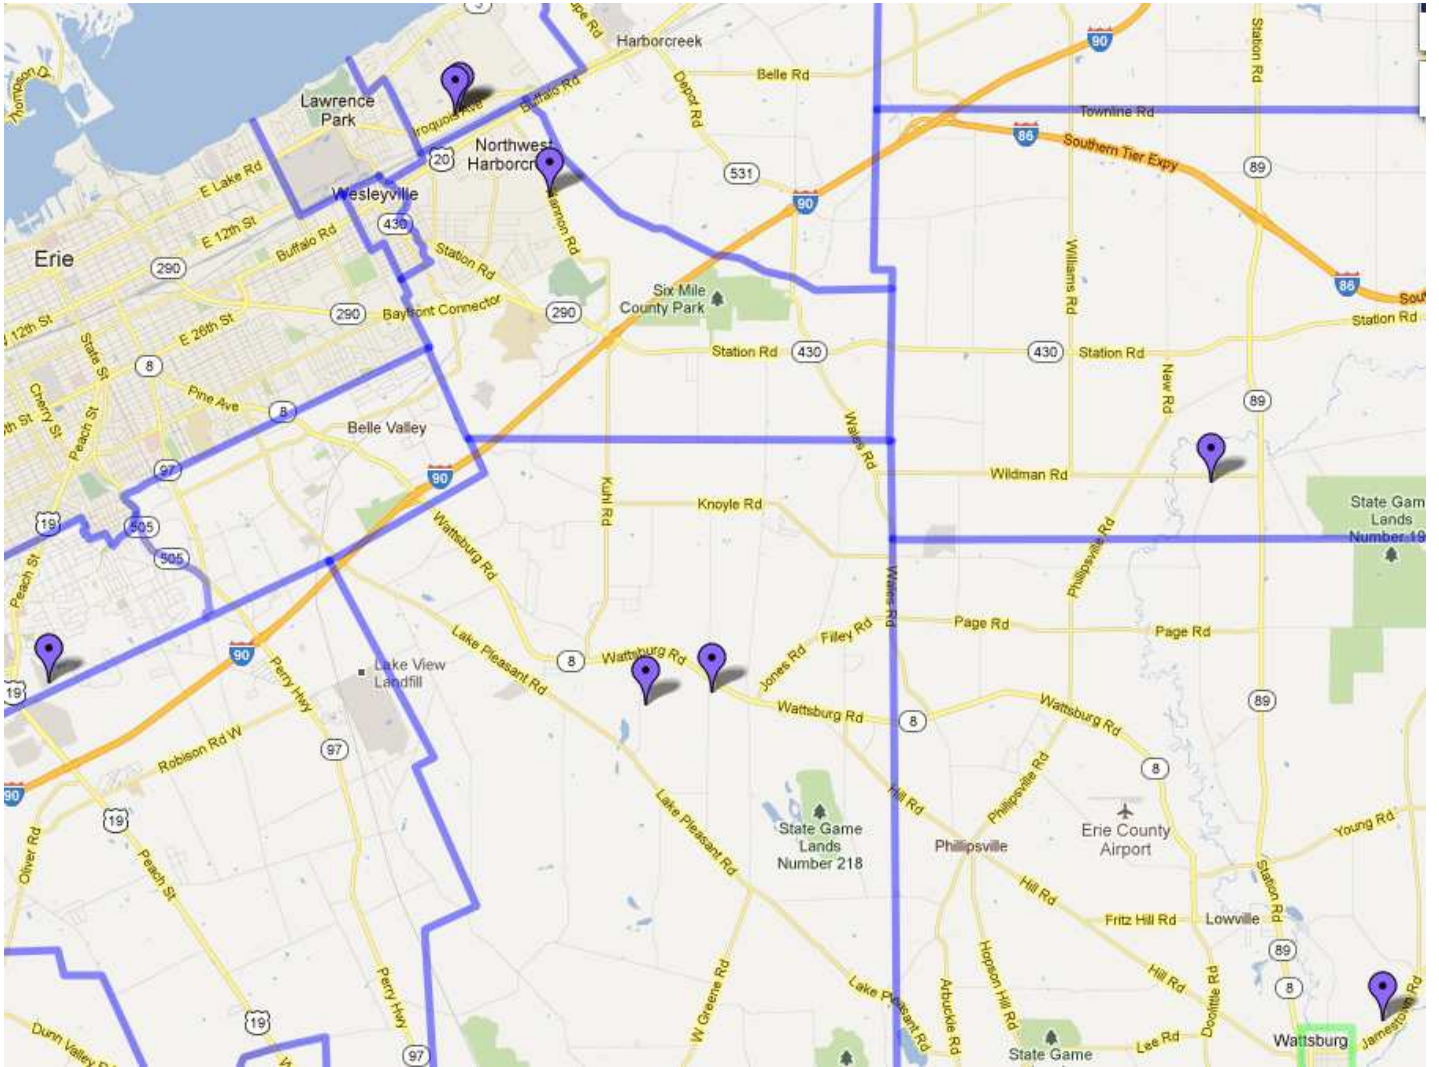 5
Harborcreek
90
Station Rd
Thompson Dr
Belle Rd
Depot Rd
Lawrence
Park
Iroquois Ave
Buffalo Rd
Townline Rd
86
Southern Tier Expy
Northwest
20
531
89
E Lake Rd
Wesleyville
90
430
E 12th St
Buffalo Rd
Station Rd
Williams Rd
Erie
290
Six Mile
County Park
86
Bayfront Connector
290
290
12th St
E 26th St
Station Rd
State St
8
Station Rd
430
430
Station Rd
Pine Ave
New Rd
Cherry St
Peach St
8
89
Belle Valley
Wales Rd
97
90
Wildman Rd
Kuhl Rd
Knoyle Rd
State Gam
Lands
Number 19
19
505
Wattsburg Rd
505
Phillipsville Rd
Peach St
Wales Rd
Filley Rd
Page Rd
Page Rd
Lake Pleasant Rd
90
8
Wattsburg Rd
Jones Rd
Lake View
Landfill
Perry Hwy
19
89
Wattsburg Rd
8
Wattsburg Rd
Robison Rd W
97
8
Phillipsville Rd
90
Hill Rd
19
Lake Pleasant Rd
State Game
Lands
Number 218
Erie County
Airport
Young Rd
Oliver Rd
Phillipsville
Peach St
Station Rd
Hill Rd
Fritz Hill Rd
Lowville
89
Hill Rd
Perry Hwy
W Greene Rd
Lake Pleasant Rd
Arbuckle Rd
Hopson Hill Rd
Doolittle Rd
8
19
Wattsburg
Jamestown Rd
Lee Rd
Dunn Valley
97
State Game